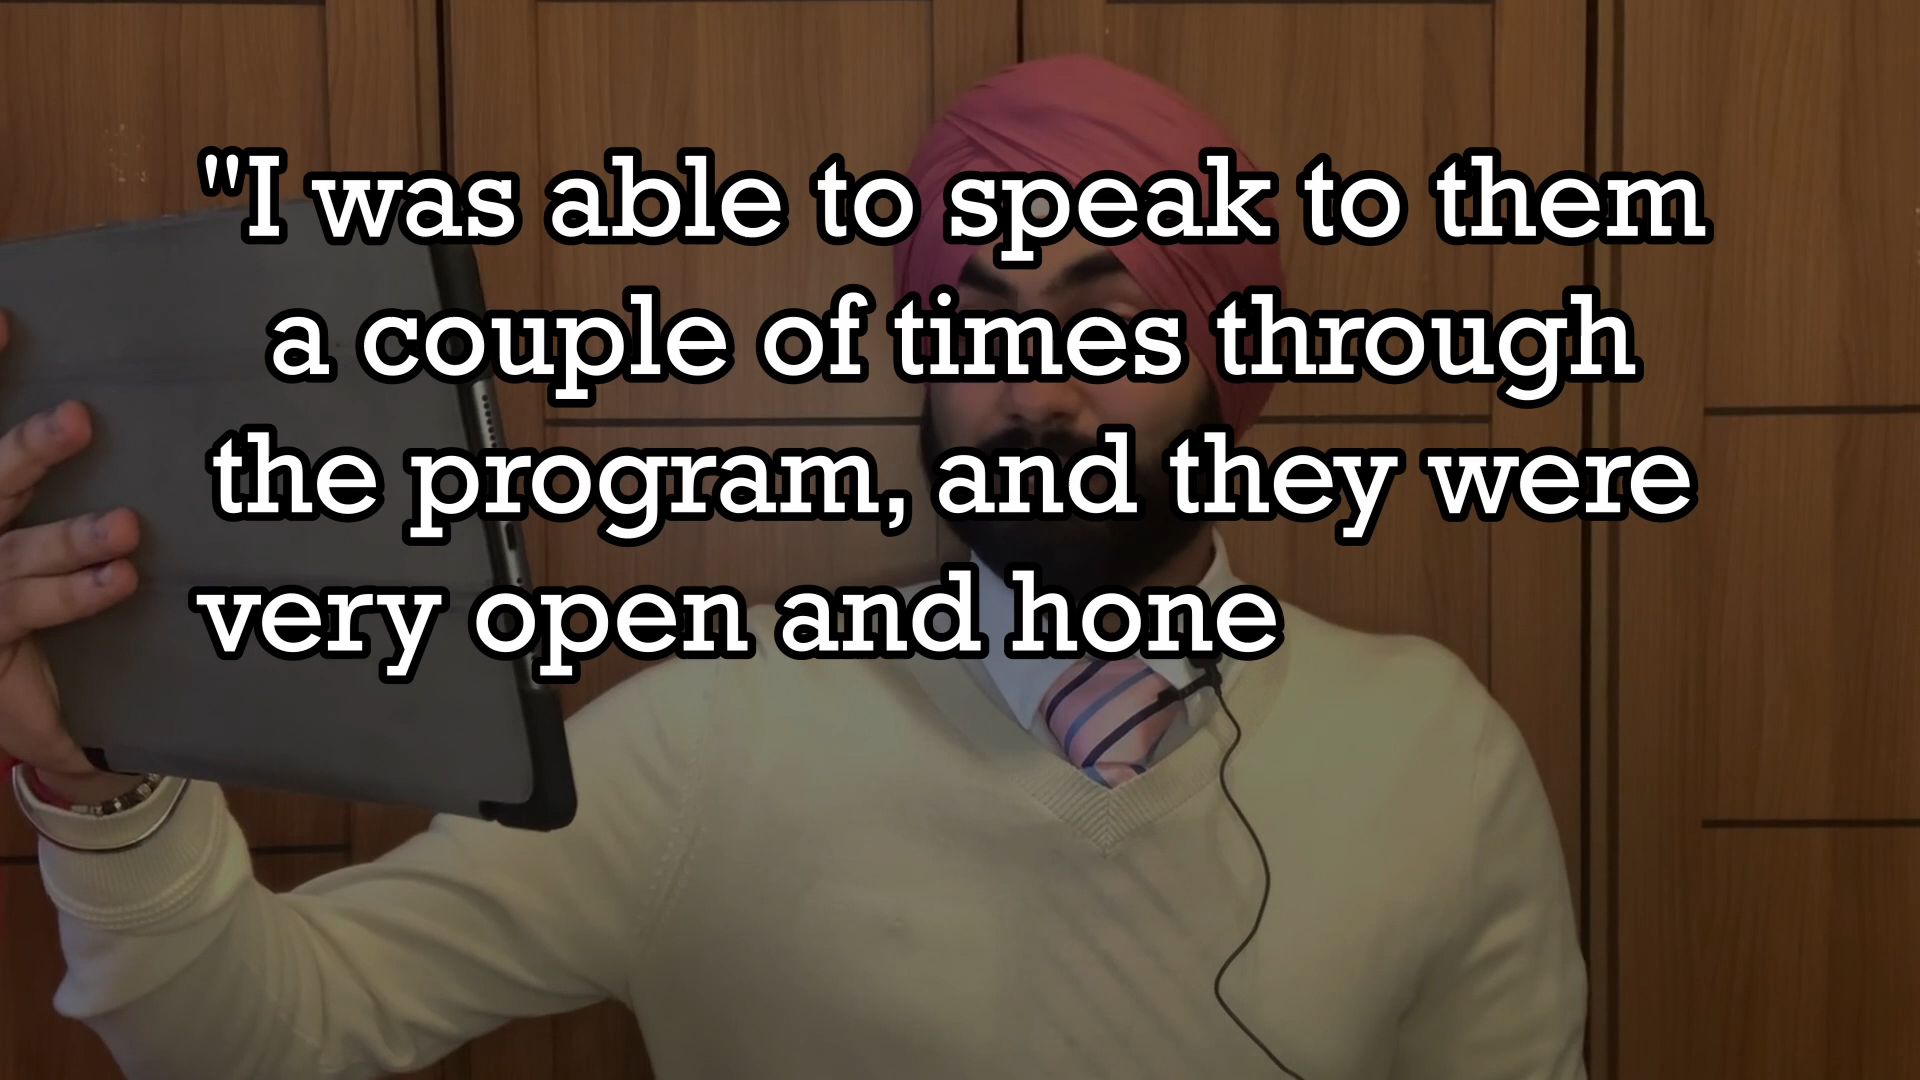 "I was able to speak to them
a couple of times through
the program, and they were
very open and hone